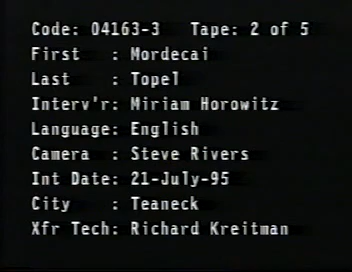 Code: 04163-3   Tape: 2 of 5
First   : Mordecai
Last    : Topel
Interv'r: Miriam Horowitz
Language: English
Camera  : Steve Rivers
Int Date: 21-July-95
City    : Teaneck
Xfr Tech: Richard Kreitman